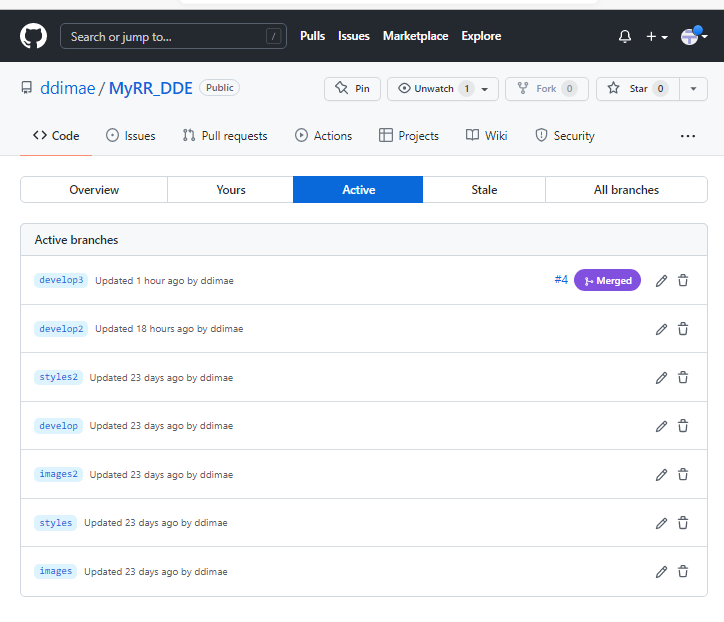 Search or jump to... / Pulls Issues Marketplace Explore
ddimae / MyRR_DDE Public Pin Unwatch 1 Fork 0 Star 0
Code Issues Pull requests Actions Projects Wiki Security ...
Overview Yours Active Stale All branches
Active branches
develop3 Updated 1 hour ago by ddimae #4 Merged
develop2 Updated 18 hours ago by ddimae
styles2 Updated 23 days ago by ddimae
develop Updated 23 days ago by ddimae
images2 Updated 23 days ago by ddimae
styles Updated 23 days ago by ddimae
images Updated 23 days ago by ddimae